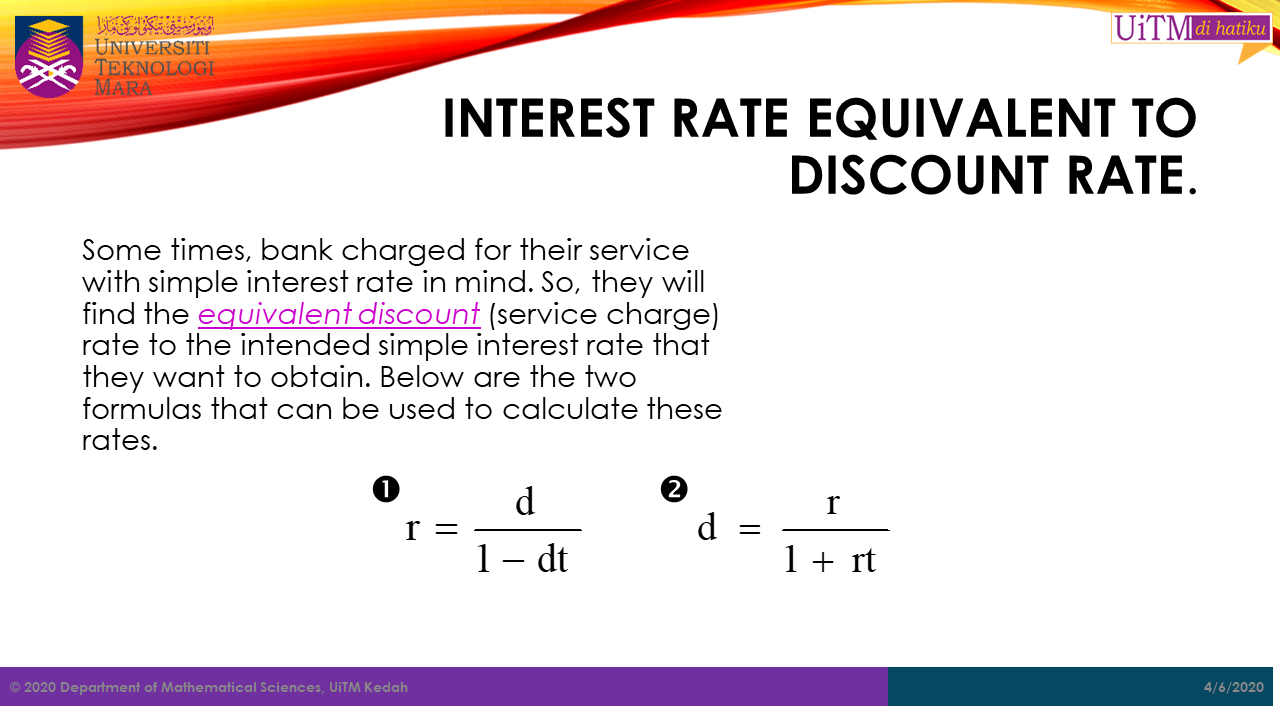 اونيۏرسيتي تيكنولوݢي مارا
UNIVERSITI
TEKNOLOGI
MARA
UiTM di hatiku
INTEREST RATE EQUIVALENT TO
DISCOUNT RATE.
Some times, bank charged for their service
with simple interest rate in mind. So, they will
find the equivalent discount (service charge)
rate to the intended simple interest rate that
they want to obtain. Below are the two
formulas that can be used to calculate these
rates.
❶ r = d / 1 − dt
❷ d = r / 1 + rt
© 2020 Department of Mathematical Sciences, UiTM Kedah
4/6/2020